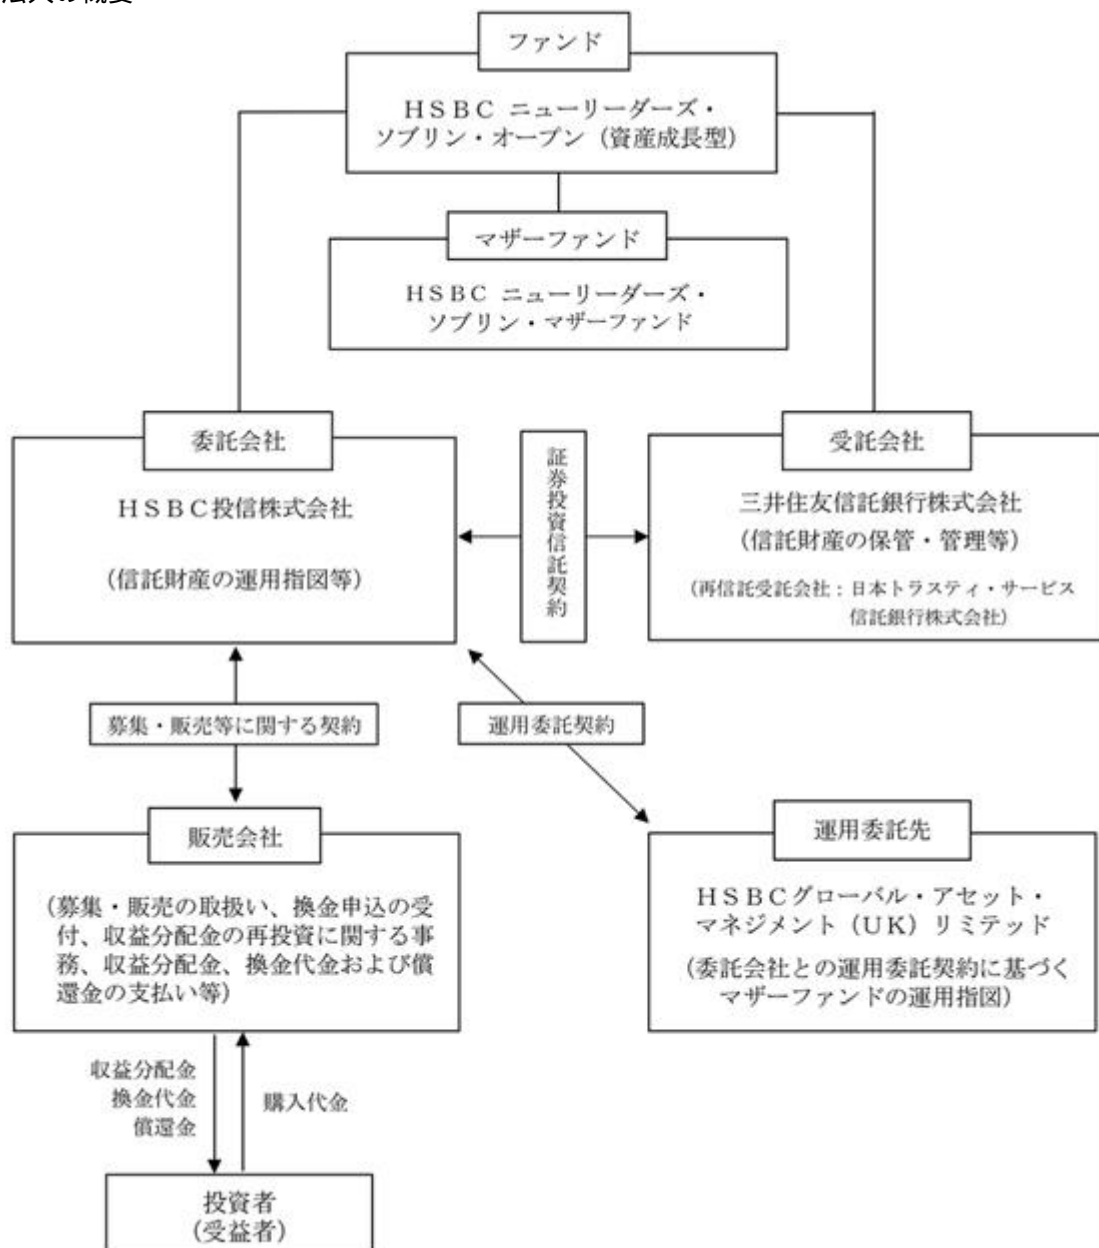 ファンド
HSBC ニューリーダーズ・
ソブリン・オープン（資産成長型）
マザーファンド
HSBC ニューリーダーズ・
ソブリン・マザーファンド
委託会社
HSBC投信株式会社
（信託財産の運用指図等）
証券投資信託契約
受託会社
三井住友信託銀行株式会社
（信託財産の保管・管理等）
（再信託受託会社：日本トラスティ・サービス
信託銀行株式会社）
募集・販売等に関する契約
運用委託契約
販売会社
（募集・販売の取扱い、換金申込の受
付、収益分配金の再投資に関する事
務、収益分配金、換金代金および償
還金の支払い等）
運用委託先
HSBCグローバル・アセット・
マネジメント（UK）リミテッド
（委託会社との運用委託契約に基づく
マザーファンドの運用指図）
収益分配金
換金代金
償還金
購入代金
投資者
（受益者）